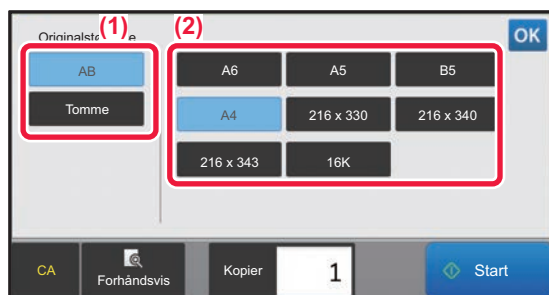 (1) (2)
OK
AB
Tomme
A6 A5 B5
A4 216 x 330 216 x 340
216 x 343 16K
CA Forhåndsvis Kopier 1 Start